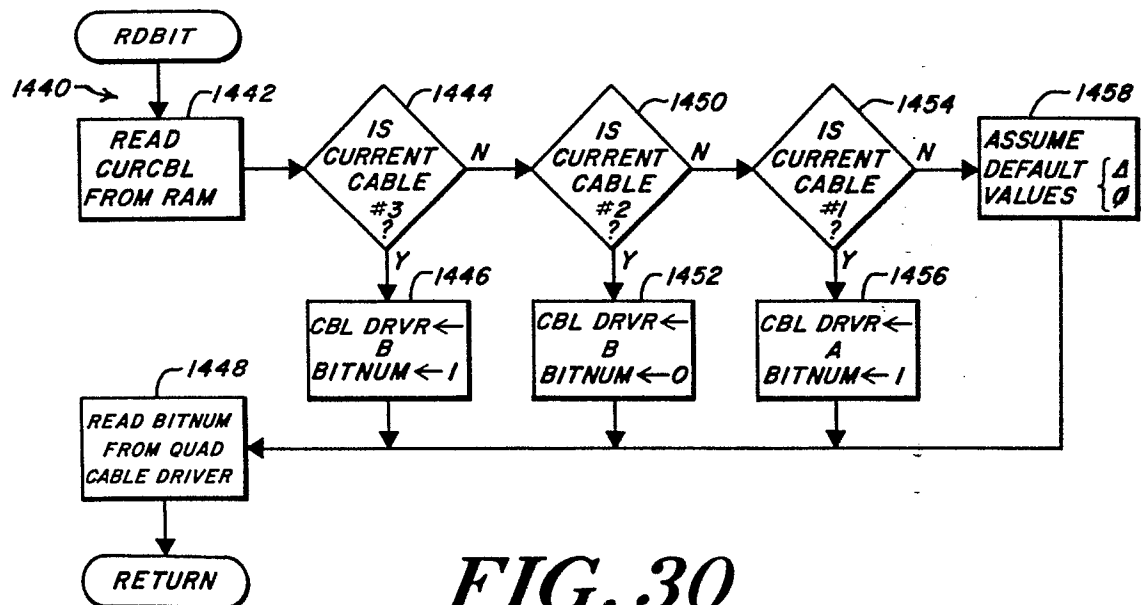 RDBIT
1440
1442
READ
CURCBL
FROM RAM
1444
IS
CURRENT
CABLE
#3
?
N
Y
1446
CBL DRVR←
B
BITNUM←1
1450
IS
CURRENT
CABLE
#2
?
N
Y
1452
CBL DRVR←
B
BITNUM←0
1454
IS
CURRENT
CABLE
#1
?
N
Y
1456
CBL DRVR←
A
BITNUM←1
1458
ASSUME
DEFAULT { Δ
VALUES { Ø
1448
READ BITNUM
FROM QUAD
CABLE DRIVER
RETURN
FIG. 30